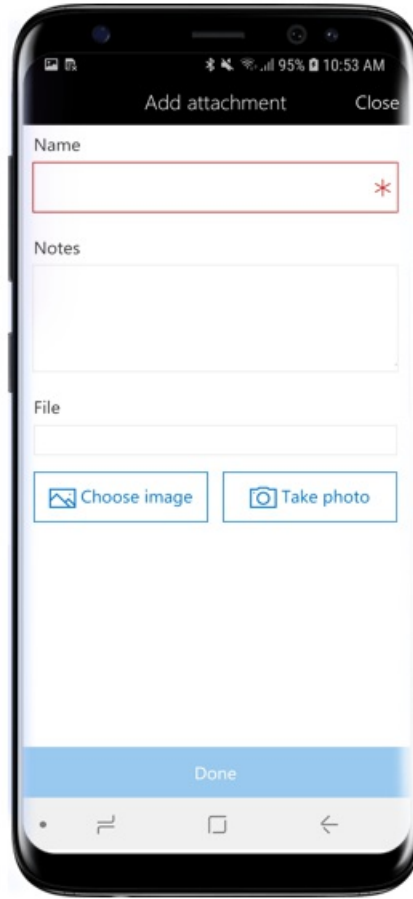 95% 10:53 AM
Add attachment Close
Name
*
Notes
File
Choose image Take photo
Done